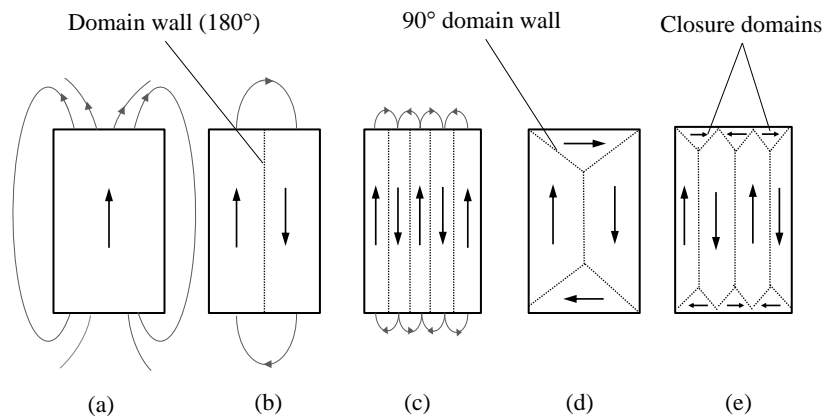 Domain wall (180°)
90° domain wall
Closure domains
(a)
(b)
(c)
(d)
(e)